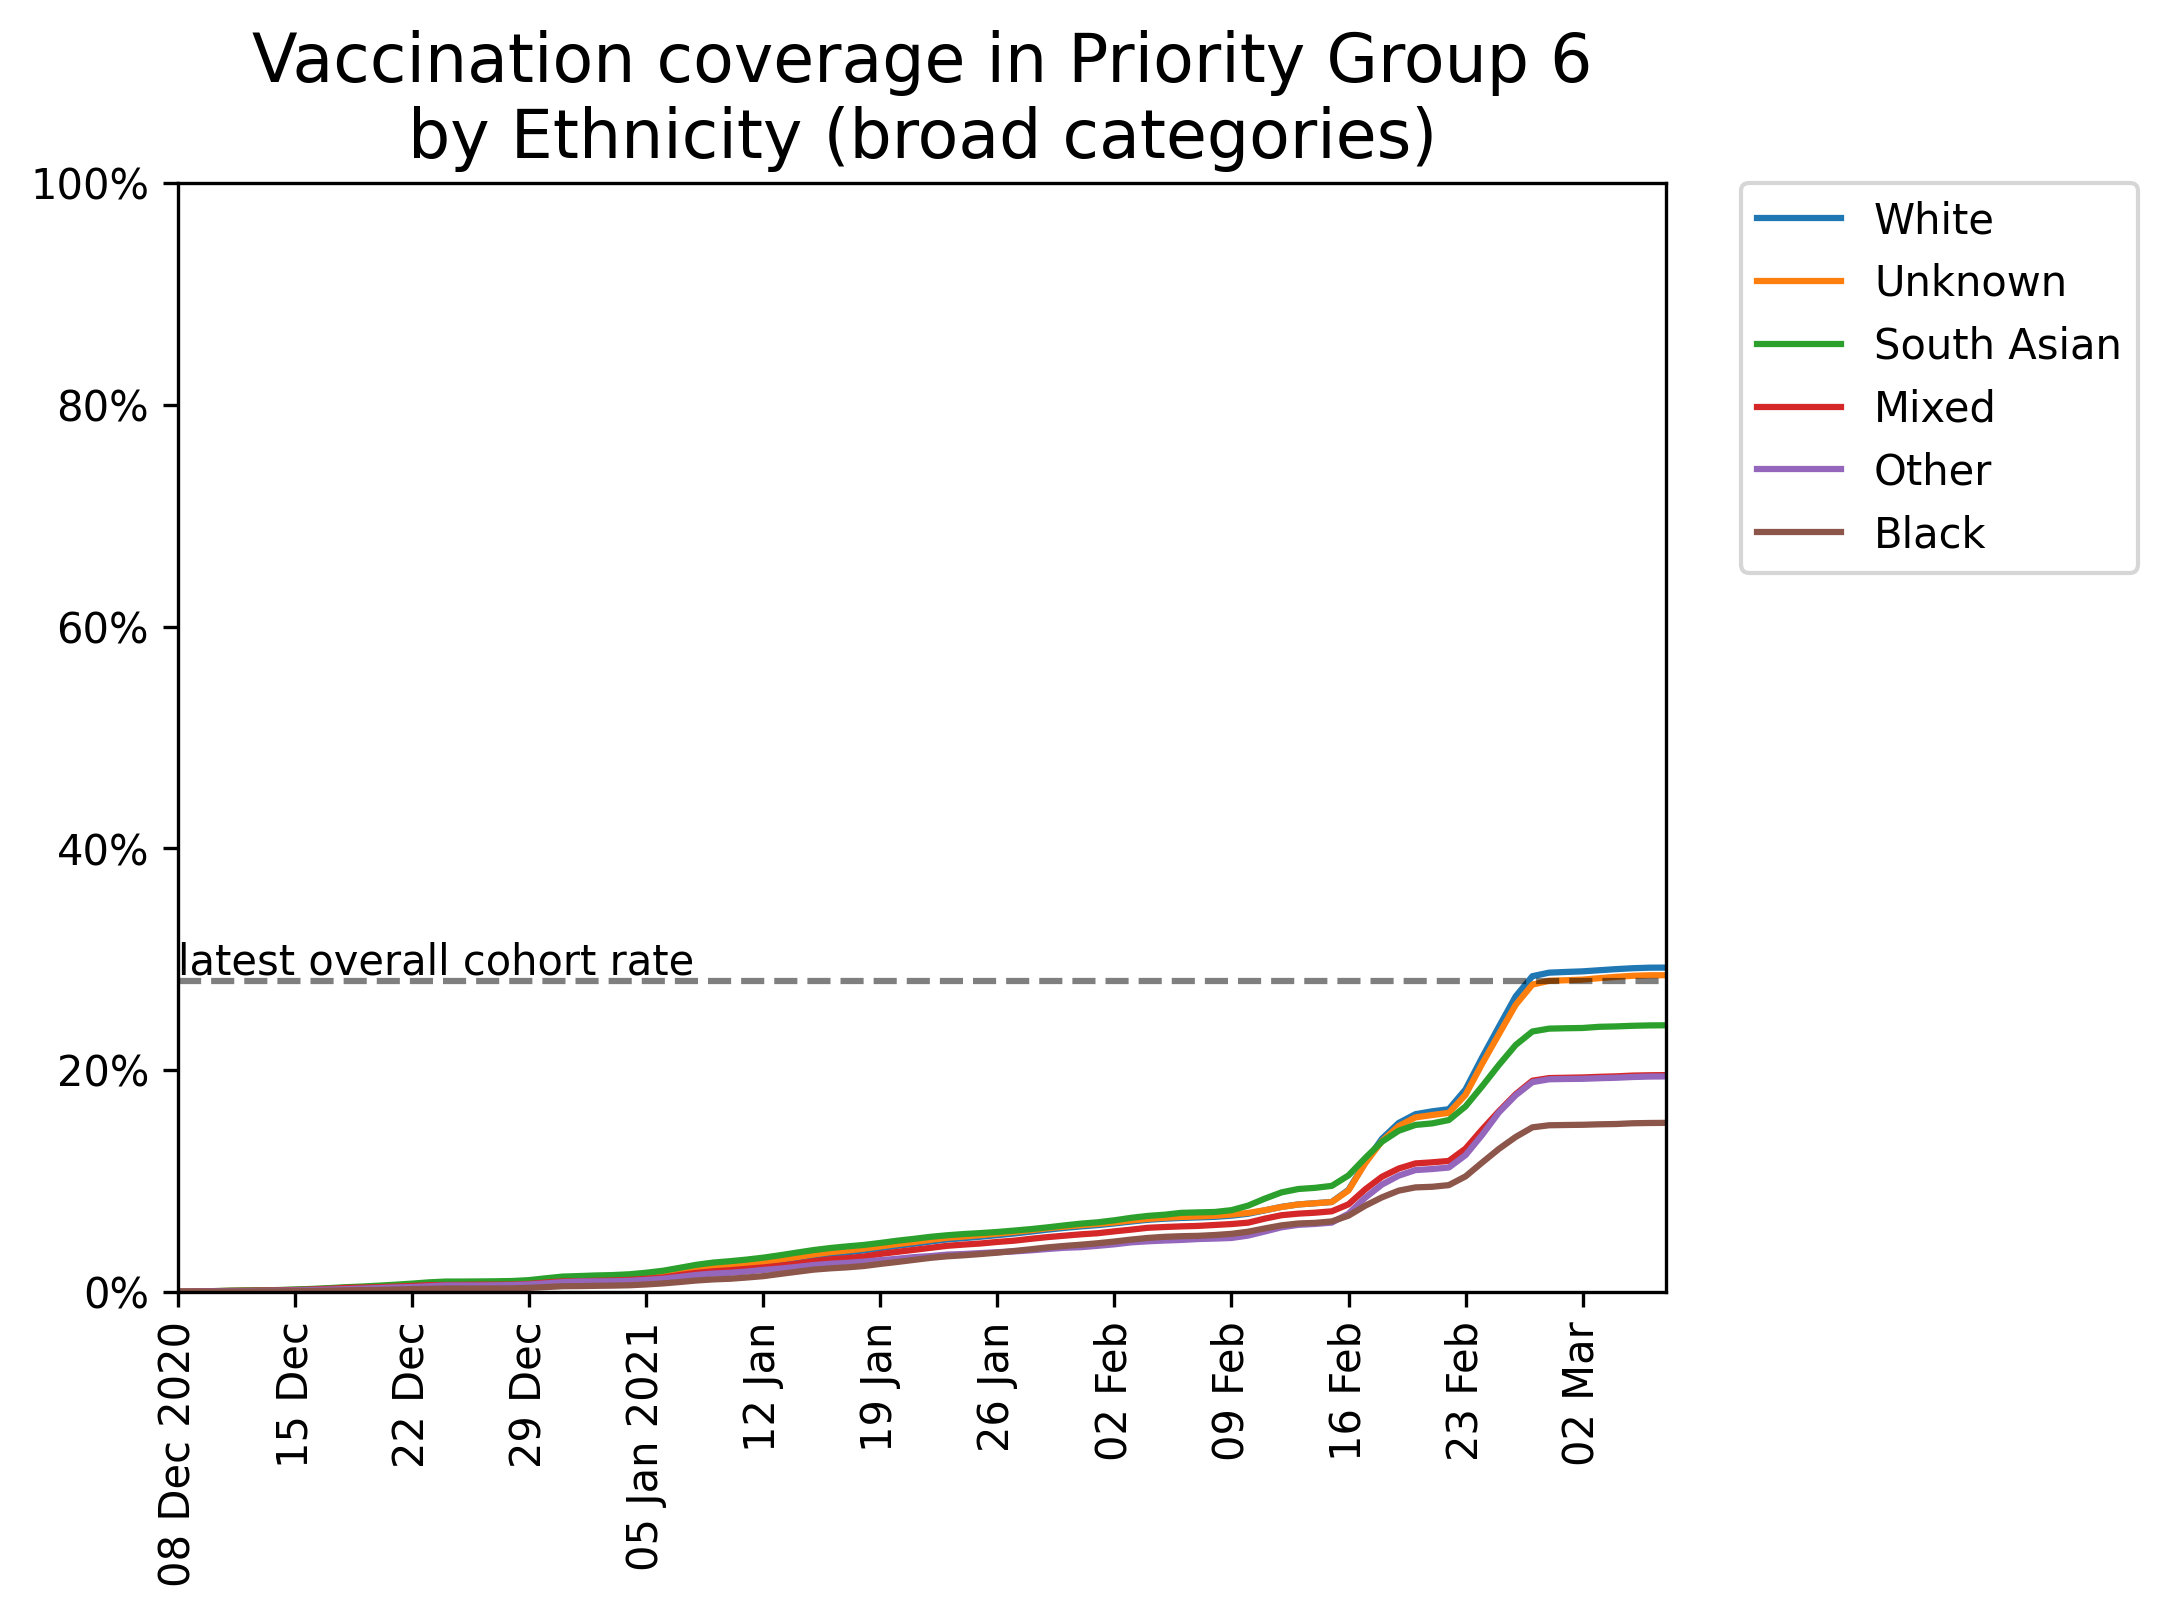 Vaccination coverage in Priority Group 6
by Ethnicity (broad categories)
100%
80%
60%
40%
20%
0%
latest overall cohort rate
08 Dec 2020
15 Dec
22 Dec
29 Dec
05 Jan 2021
12 Jan
19 Jan
26 Jan
02 Feb
09 Feb
16 Feb
23 Feb
02 Mar
White
Unknown
South Asian
Mixed
Other
Black